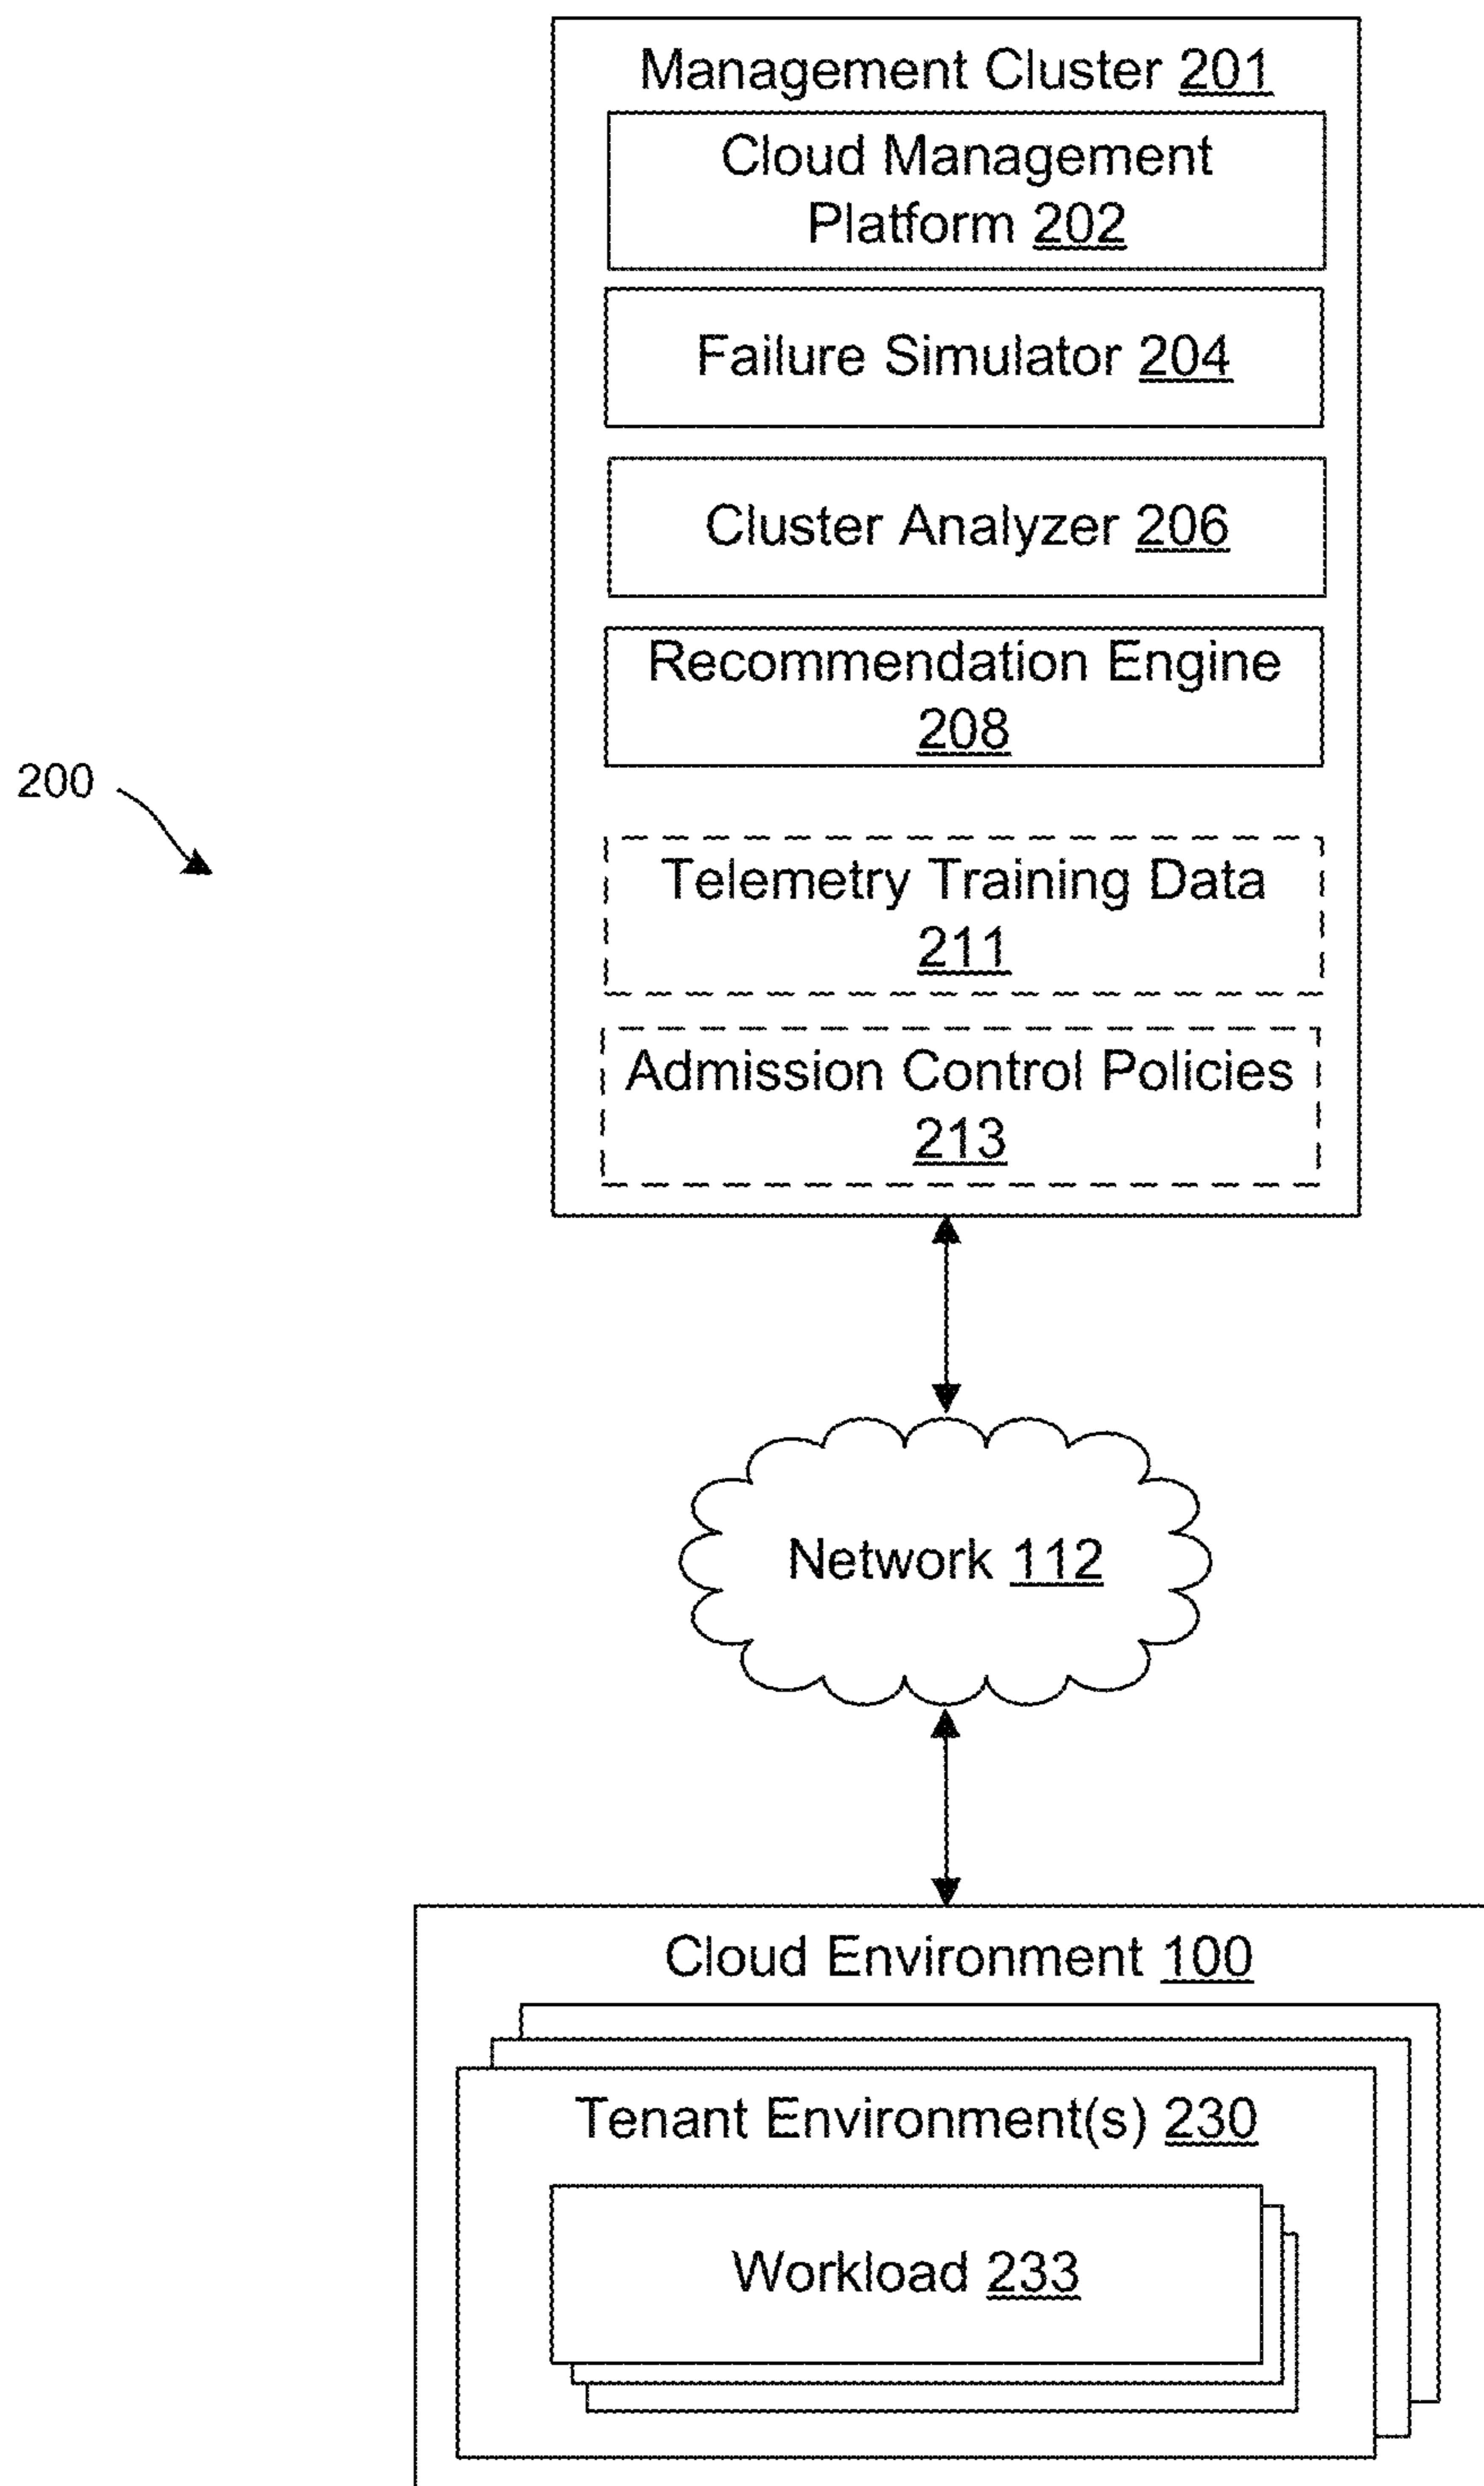 Management Cluster 201
Cloud Management
Platform 202
Failure Simulator 204
Cluster Analyzer 206
Recommendation Engine
208
200
Telemetry Training Data
211
Admission Control Policies
213
Network 112
Cloud Environment 100
Tenant Environment(s) 230
Workload 233